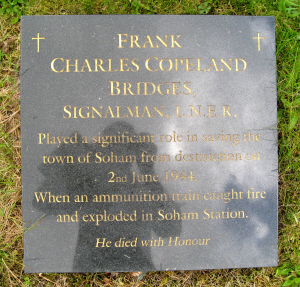 FRANK
CHARLES COPELAND
BRIDGES,
SIGNALMAN, L.N.E.R.
Played a significant role in saving the
town of Soham from destruction on
2nd June 1944.
When an ammunition train caught fire
and exploded in Soham Station.
He died with Honour